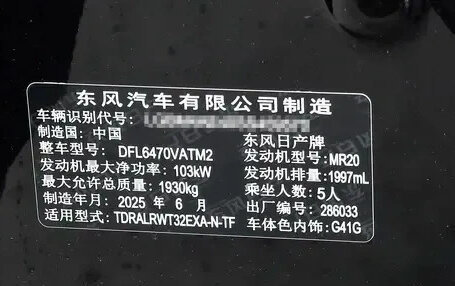 东风汽车有限公司制造
车辆识别代号:
制造国: 中国 东风日产牌
整车型号: DFL6470VATM2 发动机型号: MR20
发动机最大净功率: 103kW 发动机排量: 1997mL
最大允许总质量: 1930kg 乘坐人数: 5人
制造年月: 2025 年 6 月 出厂编号: 286033
适用型式: TDRALRWT32EXA-N-TF 车体色内饰: G41G